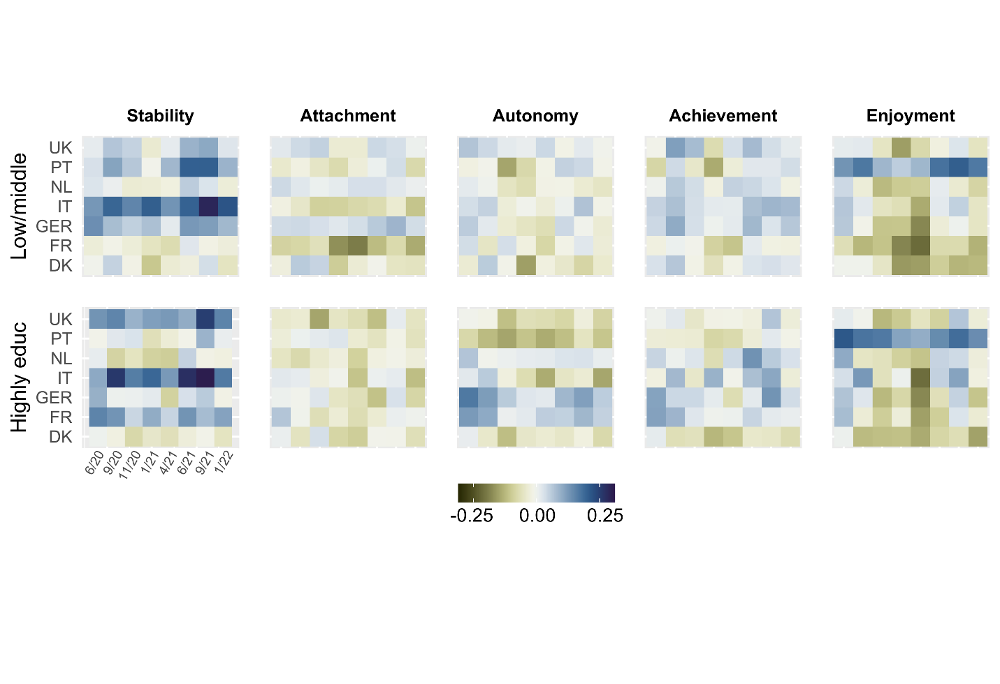 Stability Attachment Autonomy Achievement Enjoyment
Low/middle
UK
PT
NL
IT
GER
FR
DK
Highly educ
UK
PT
NL
IT
GER
FR
DK
6/20 9/20 11/20 1/21 4/21 6/21 9/21 1/22
-0.25 0.00 0.25